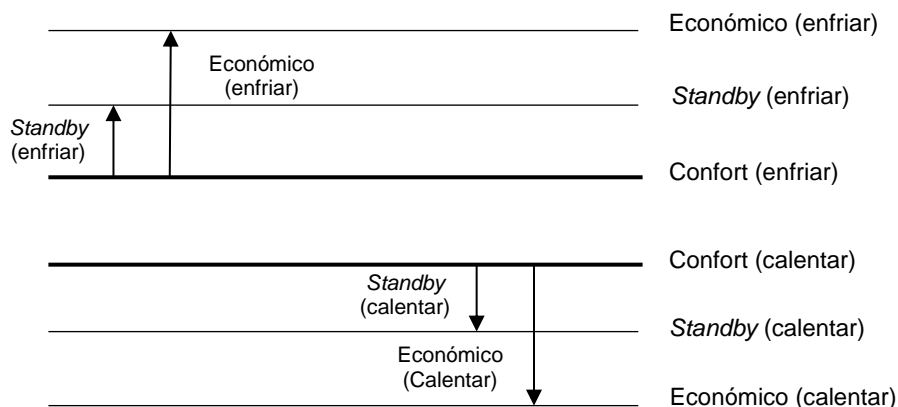 Económico (enfriar)
Económico
(enfriar)
Standby (enfriar)
Standby
(enfriar)
Confort (enfriar)
Confort (calentar)
Standby
(calentar)
Standby (calentar)
Económico
(Calentar)
Económico (calentar)